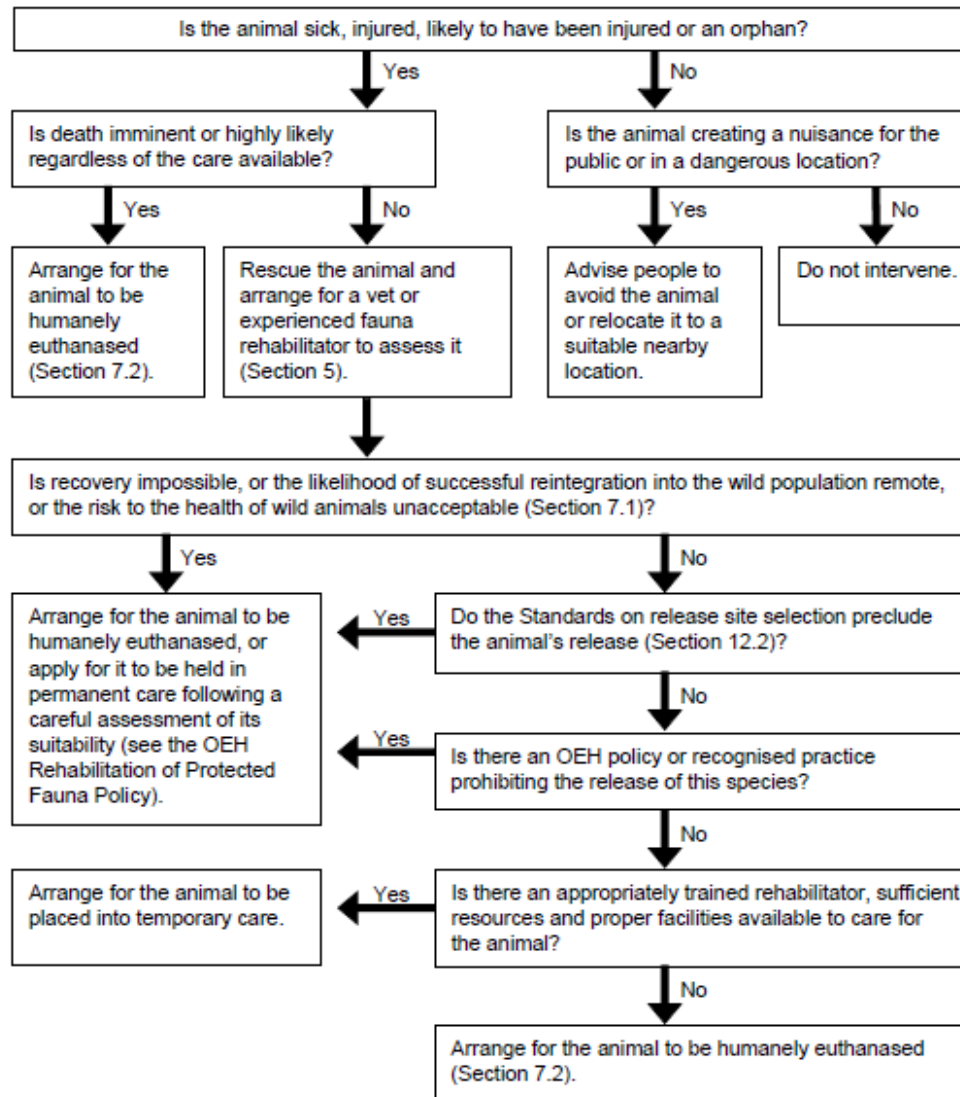 Is the animal sick, injured, likely to have been injured or an orphan?
Yes
No
Is death imminent or highly likely
regardless of the care available?
Is the animal creating a nuisance for the
public or in a dangerous location?
Yes
No
Yes
No
Arrange for the
animal to be
humanely
euthanased
(Section 7.2).
Rescue the animal and
arrange for a vet or
experienced fauna
rehabilitator to assess it
(Section 5).
Advise people to
avoid the animal
or relocate it to a
suitable nearby
location.
Do not intervene.
Is recovery impossible, or the likelihood of successful reintegration into the wild population remote,
or the risk to the health of wild animals unacceptable (Section 7.1)?
Yes
No
Arrange for the animal to be
humanely euthanased, or
apply for it to be held in
permanent care following a
careful assessment of its
suitability (see the OEH
Rehabilitation of Protected
Fauna Policy).
Yes
Do the Standards on release site selection preclude
the animal's release (Section 12.2)?
No
Yes
Is there an OEH policy or recognised practice
prohibiting the release of this species?
No
Arrange for the animal to be
placed into temporary care.
Yes
Is there an appropriately trained rehabilitator, sufficient
resources and proper facilities available to care for
the animal?
No
Arrange for the animal to be humanely euthanased
(Section 7.2).